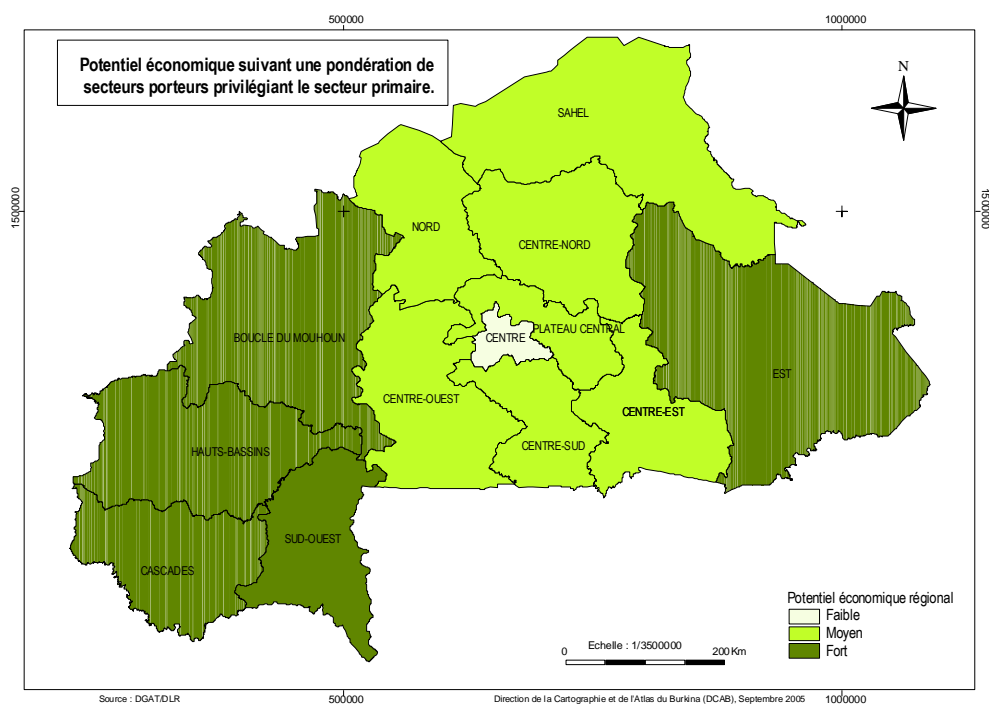 500000
1000000
Potentiel économique suivant une pondération de
secteurs porteurs privilégiant le secteur primaire.
N
SAHEL
1500000
1500000
NORD
CENTRE-NORD
BOUCLE DU MOUHOUN
CENTRE
PLATEAU CENTRAL
EST
CENTRE-OUEST
CENTRE-EST
HAUTS-BASSINS
CENTRE-SUD
SUD-OUEST
CASCADES
Potentiel économique régional
Faible
Moyen
Fort
Echelle : 1/3500000
0
200 Km
Source : DGAT/DLR
500000
Direction de la Cartographie et de l'Atlas du Burkina (DCAB), Septembre 2005
1000000